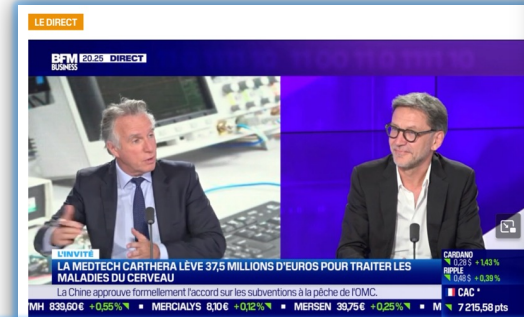 LE DIRECT
BFM 20.25 DIRECT
BUSINESS
L'INVITÉ
LA MEDTECH CARTHERA LÈVE 37,5 MILLIONS D'EUROS POUR TRAITER LES
MALADIES DU CERVEAU
La Chine approuve formellement l'accord sur les subventions à la pêche de l'OMC.
CARDANO
0,28 $ +1,43 %
RIPPLE
0,48 $ +0,39 %
CAC *
7 215,58 pts
MH 839,60€ +0,55% MERCIALYS 8,10€ +0,12% MERSEN 39,75€ +0,25% M